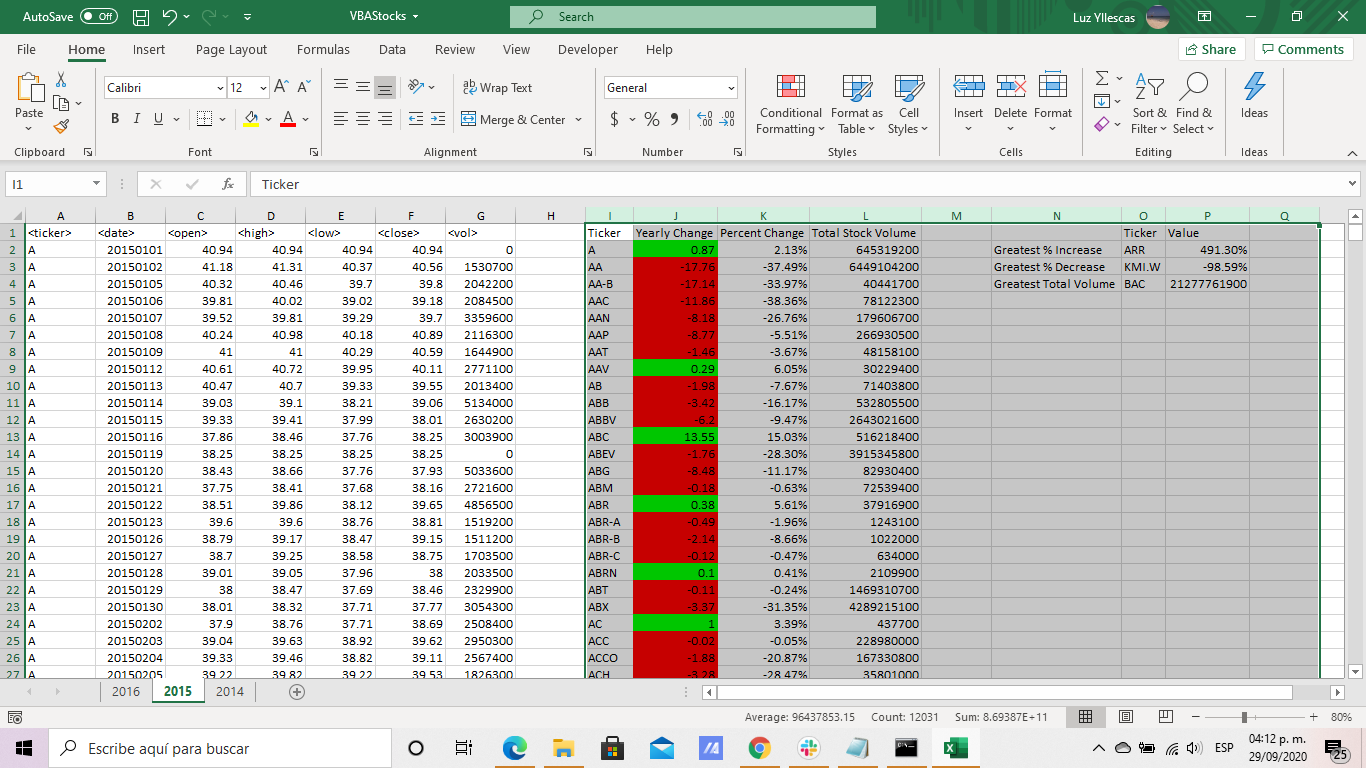 AutoSave Off VBAStocks Search Luz Yllescas
File Home Insert Page Layout Formulas Data Review View Developer Help Share Comments
Calibri 12 Wrap Text General
Paste B I U Merge & Center $ % Conditional Formatting Format as Table Cell Styles Insert Delete Format Sort & Filter Find & Select Ideas
Clipboard Font Alignment Number Styles Cells Editing Ideas
I1 fx Ticker
A B C D E F G H I J K L M N O P Q
1 <ticker> <date> <open> <high> <low> <close> <vol> Ticker Yearly Change Percent Change Total Stock Volume Ticker Value
2 A 20150101 40.94 40.94 40.94 40.94 0 A 0.87 2.13% 645319200 Greatest % Increase ARR 491.30%
3 A 20150102 41.18 41.31 40.37 40.56 1530700 AA -17.76 -37.49% 6449104200 Greatest % Decrease KMI.W -98.59%
4 A 20150105 40.32 40.46 39.7 39.8 2042200 AA-B -17.14 -33.97% 40441700 Greatest Total Volume BAC 21277761900
5 A 20150106 39.81 40.02 39.02 39.18 2084500 AAC -11.86 -38.36% 78122300
6 A 20150107 39.52 39.81 39.29 39.7 3359600 AAN -8.18 -26.76% 179606700
7 A 20150108 40.24 40.98 40.18 40.89 2116300 AAP -8.77 -5.51% 266930500
8 A 20150109 41 41 40.29 40.59 1644900 AAT -1.46 -3.67% 48158100
9 A 20150112 40.61 40.72 39.95 40.11 2771100 AAV 0.29 6.05% 30229400
10 A 20150113 40.47 40.7 39.33 39.55 2013400 AB -1.98 -7.67% 71403800
11 A 20150114 39.03 39.1 38.21 39.06 5134000 ABB -3.42 -16.17% 532805500
12 A 20150115 39.33 39.41 37.99 38.01 2630200 ABBV -6.2 -9.47% 2643021600
13 A 20150116 37.86 38.46 37.76 38.25 3003900 ABC 13.55 15.03% 516218400
14 A 20150119 38.25 38.25 38.25 38.25 0 ABEV -1.76 -28.30% 3915345800
15 A 20150120 38.43 38.66 37.76 37.93 5033600 ABG -8.48 -11.17% 82930400
16 A 20150121 37.75 38.41 37.68 38.16 2721600 ABM -0.18 -0.63% 72539400
17 A 20150122 38.51 39.86 38.12 39.65 4856500 ABR 0.38 5.61% 37916900
18 A 20150123 39.6 39.6 38.76 38.81 1519200 ABR-A -0.49 -1.96% 1243100
19 A 20150126 38.79 39.17 38.47 39.15 1511200 ABR-B -2.14 -8.66% 1022000
20 A 20150127 38.7 39.25 38.58 38.75 1703500 ABR-C -0.12 -0.47% 634000
21 A 20150128 39.01 39.05 37.96 38 2033500 ABRN 0.1 0.41% 2109900
22 A 20150129 38 38.47 37.69 38.46 2329900 ABT -0.11 -0.24% 1469310700
23 A 20150130 38.01 38.32 37.71 37.77 3054300 ABX -3.37 -31.35% 4289215100
24 A 20150202 37.9 38.76 37.71 38.69 2508400 AC 1 3.39% 437700
25 A 20150203 39.04 39.63 38.92 39.62 2950300 ACC -0.02 -0.05% 228980000
26 A 20150204 39.33 39.46 38.82 39.11 2567400 ACCO -1.88 -20.87% 167330800
27 A 20150205 39.22 39.82 39.22 39.53 1826300 ACH -3.28 -28.47% 35801000
2016 2015 2014
Average: 96437853.15 Count: 12031 Sum: 8.69387E+11 80%
Escribe aquí para buscar ESP 04:12 p. m.
29/09/2020 25